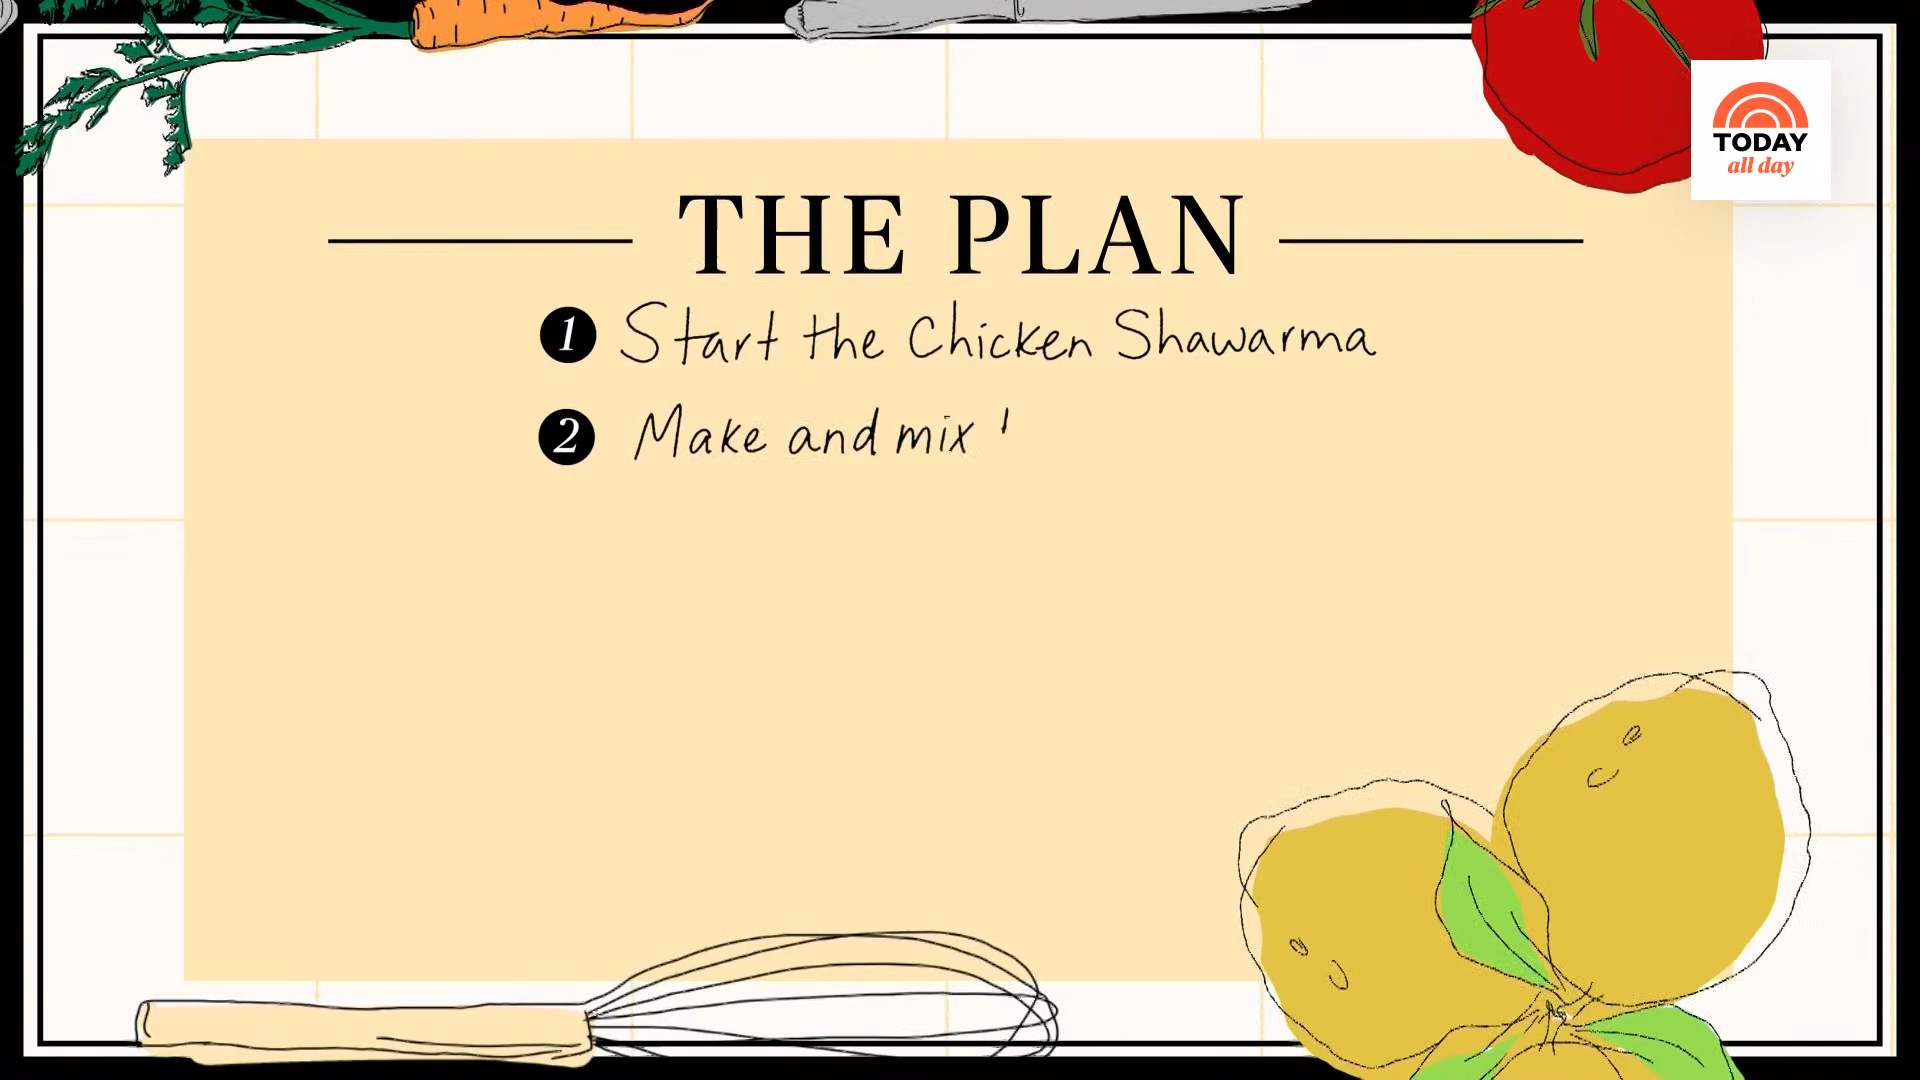 TODAY
all day
THE PLAN
1 Start the Chicken Shawarma
2 Make and mix